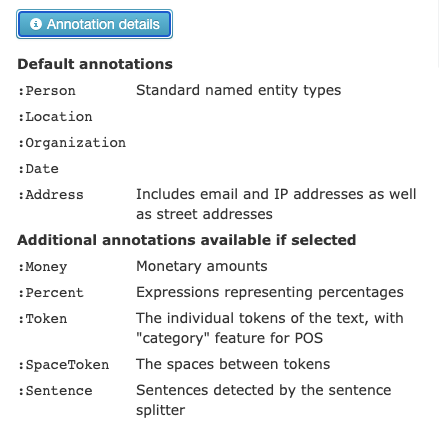 Annotation details
Default annotations
:Person Standard named entity types
:Location
:Organization
:Date
:Address Includes email and IP addresses as well
as street addresses
Additional annotations available if selected
:Money Monetary amounts
:Percent Expressions representing percentages
:Token The individual tokens of the text, with
"category" feature for POS
:SpaceToken The spaces between tokens
:Sentence Sentences detected by the sentence
splitter